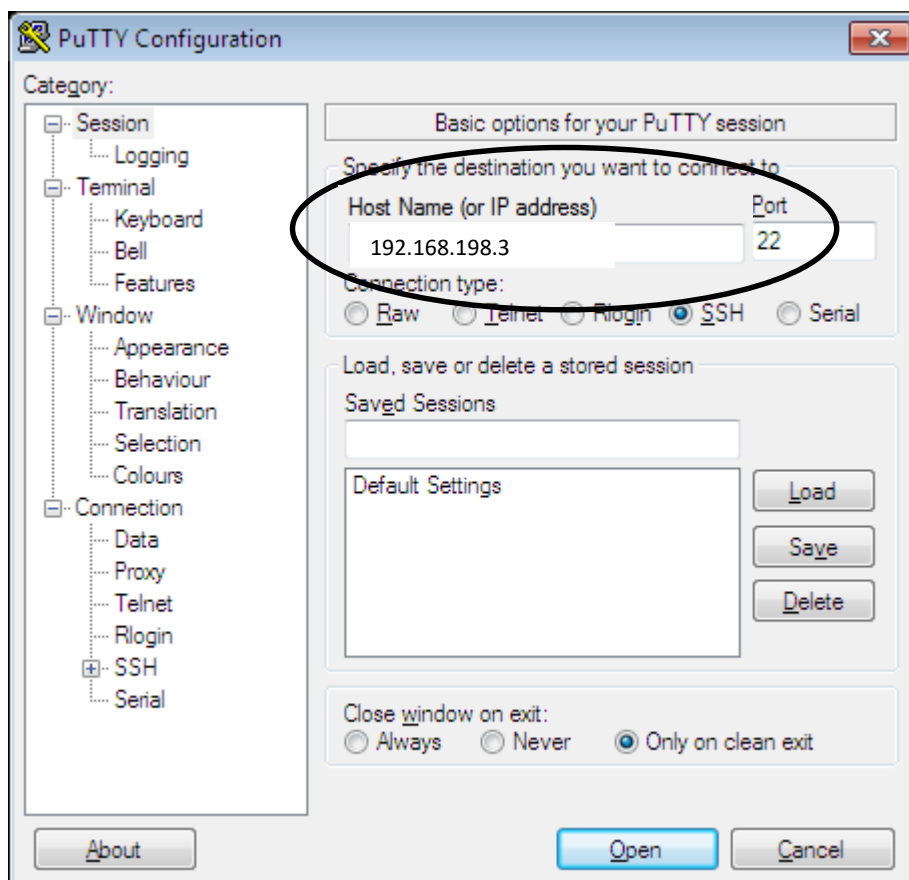 PuTTY Configuration
Category:
Session
Logging
Terminal
Keyboard
Bell
Features
Window
Appearance
Behaviour
Translation
Selection
Colours
Connection
Data
Proxy
Telnet
Rlogin
SSH
Serial
Basic options for your PuTTY session
Specify the destination you want to connect to
Host Name (or IP address) Port
192.168.198.3 22
Connection type:
Raw Telnet Rlogin SSH Serial
Load, save or delete a stored session
Saved Sessions
Default Settings
Load
Save
Delete
Close window on exit:
Always Never Only on clean exit
About Open Cancel